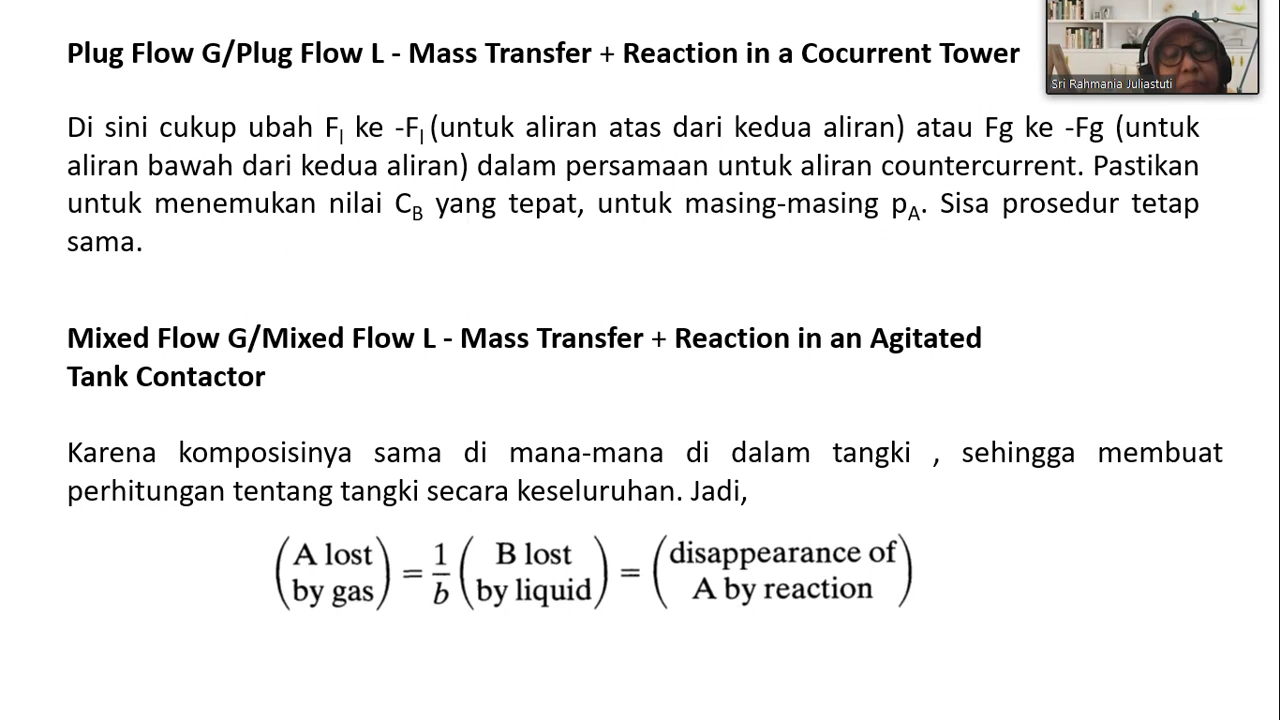 Plug Flow G/Plug Flow L - Mass Transfer + Reaction in a Cocurrent Tower
Sri Rahmania Juliastuti
Di sini cukup ubah Fl ke -Fl (untuk aliran atas dari kedua aliran) atau Fg ke -Fg (untuk
aliran bawah dari kedua aliran) dalam persamaan untuk aliran countercurrent. Pastikan
untuk menemukan nilai CB yang tepat, untuk masing-masing pA. Sisa prosedur tetap
sama.
Mixed Flow G/Mixed Flow L - Mass Transfer + Reaction in an Agitated
Tank Contactor
Karena komposisinya sama di mana-mana di dalam tangki , sehingga membuat
perhitungan tentang tangki secara keseluruhan. Jadi,
(A lost by gas) = 1/b (B lost by liquid) = (disappearance of A by reaction)